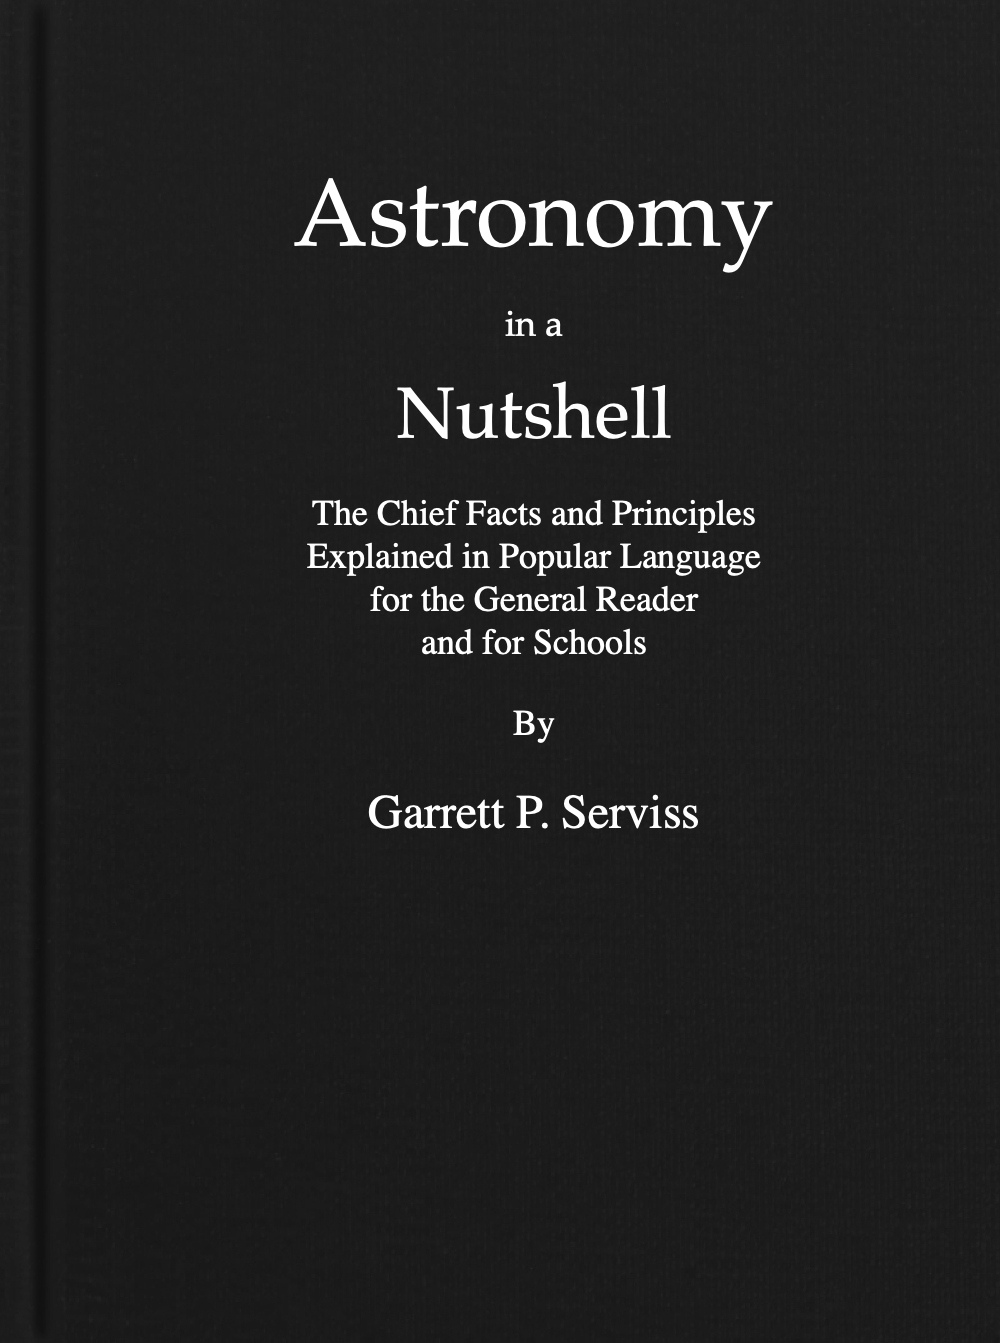 Astronomy
in a
Nutshell
The Chief Facts and Principles
Explained in Popular Language
for the General Reader
and for Schools
By
Garrett P. Serviss